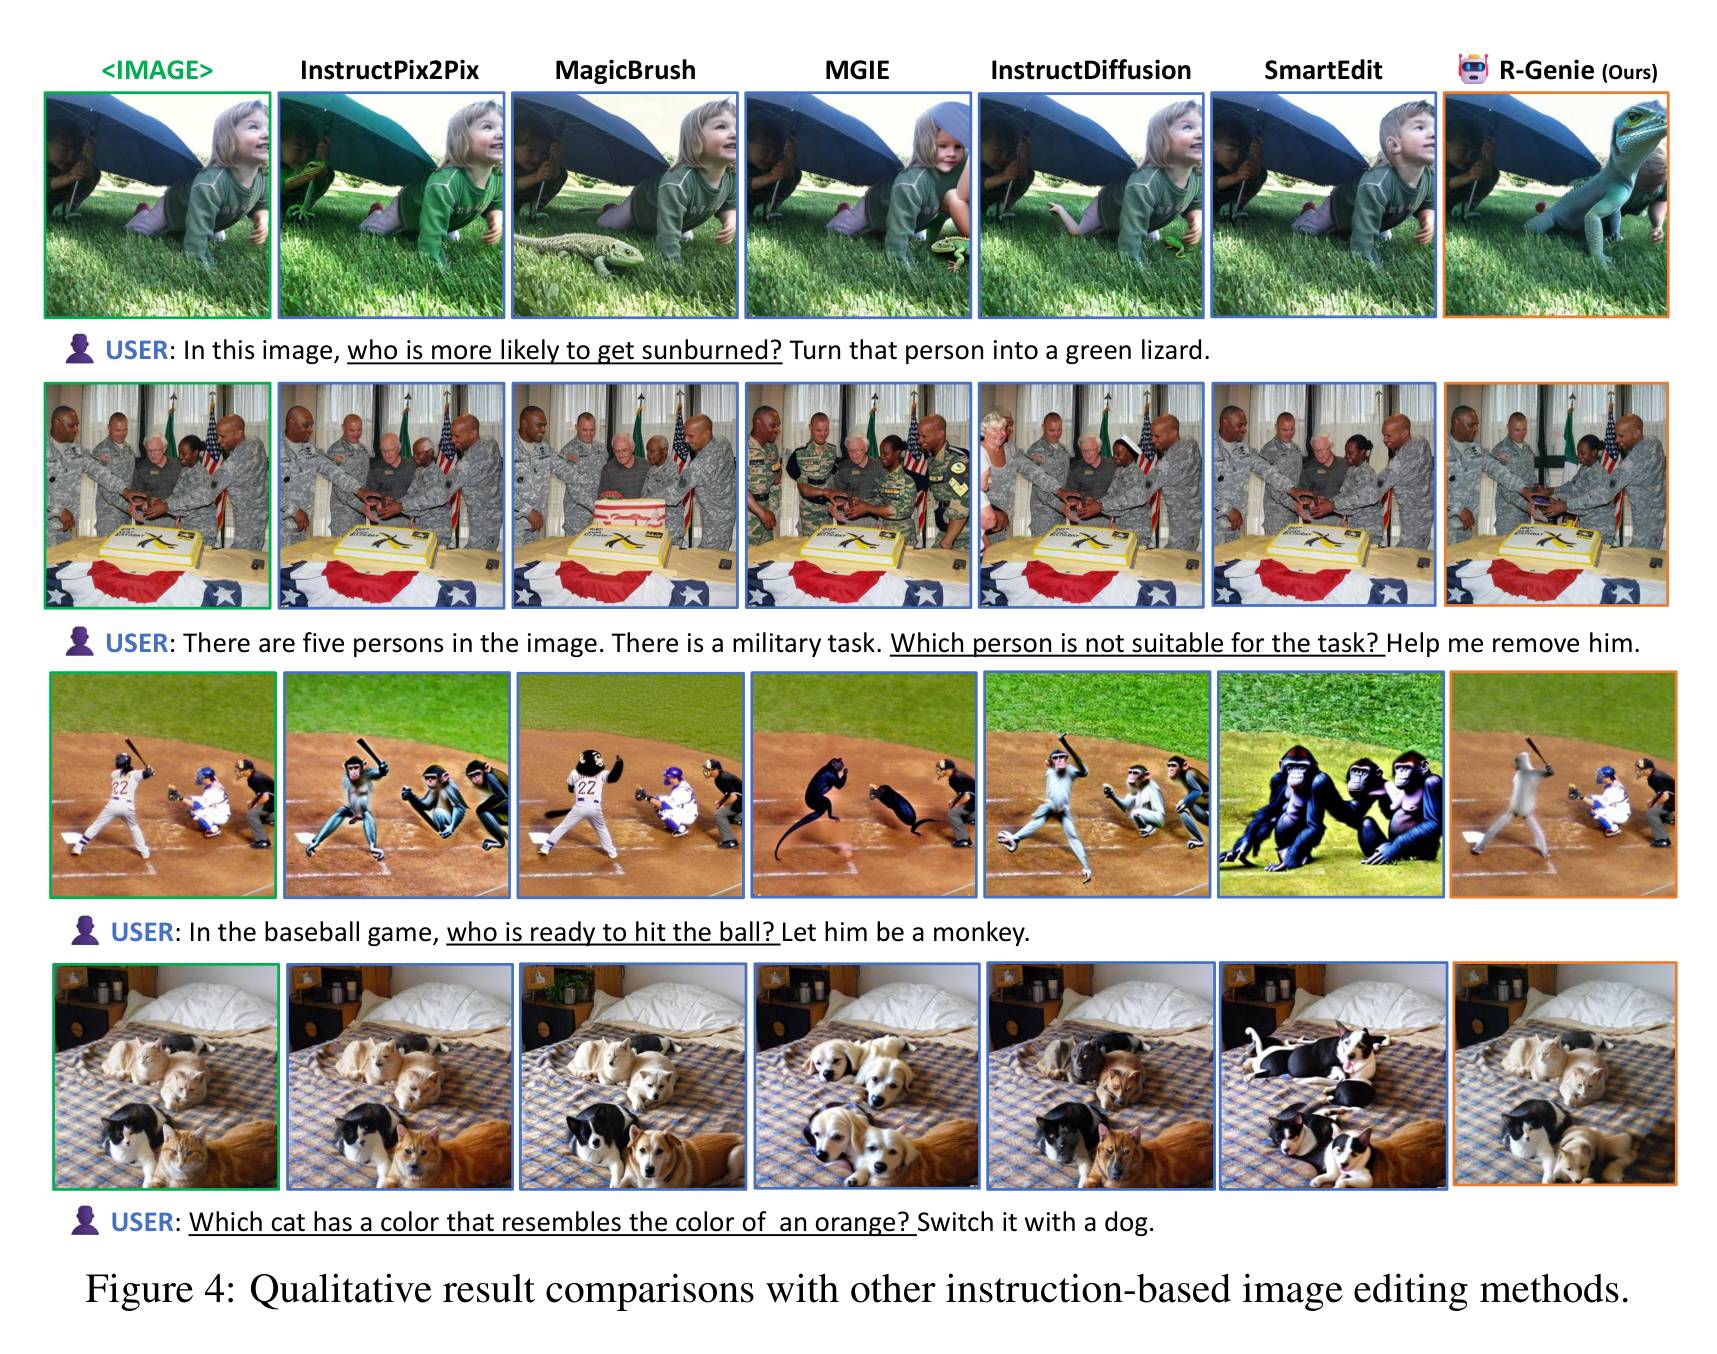 <IMAGE> InstructPix2Pix MagicBrush MGIE InstructDiffusion SmartEdit R-Genie (Ours)
USER: In this image, who is more likely to get sunburned? Turn that person into a green lizard.
USER: There are five persons in the image. There is a military task. Which person is not suitable for the task? Help me remove him.
22 22
USER: In the baseball game, who is ready to hit the ball? Let him be a monkey.
USER: Which cat has a color that resembles the color of an orange? Switch it with a dog.
Figure 4: Qualitative result comparisons with other instruction-based image editing methods.